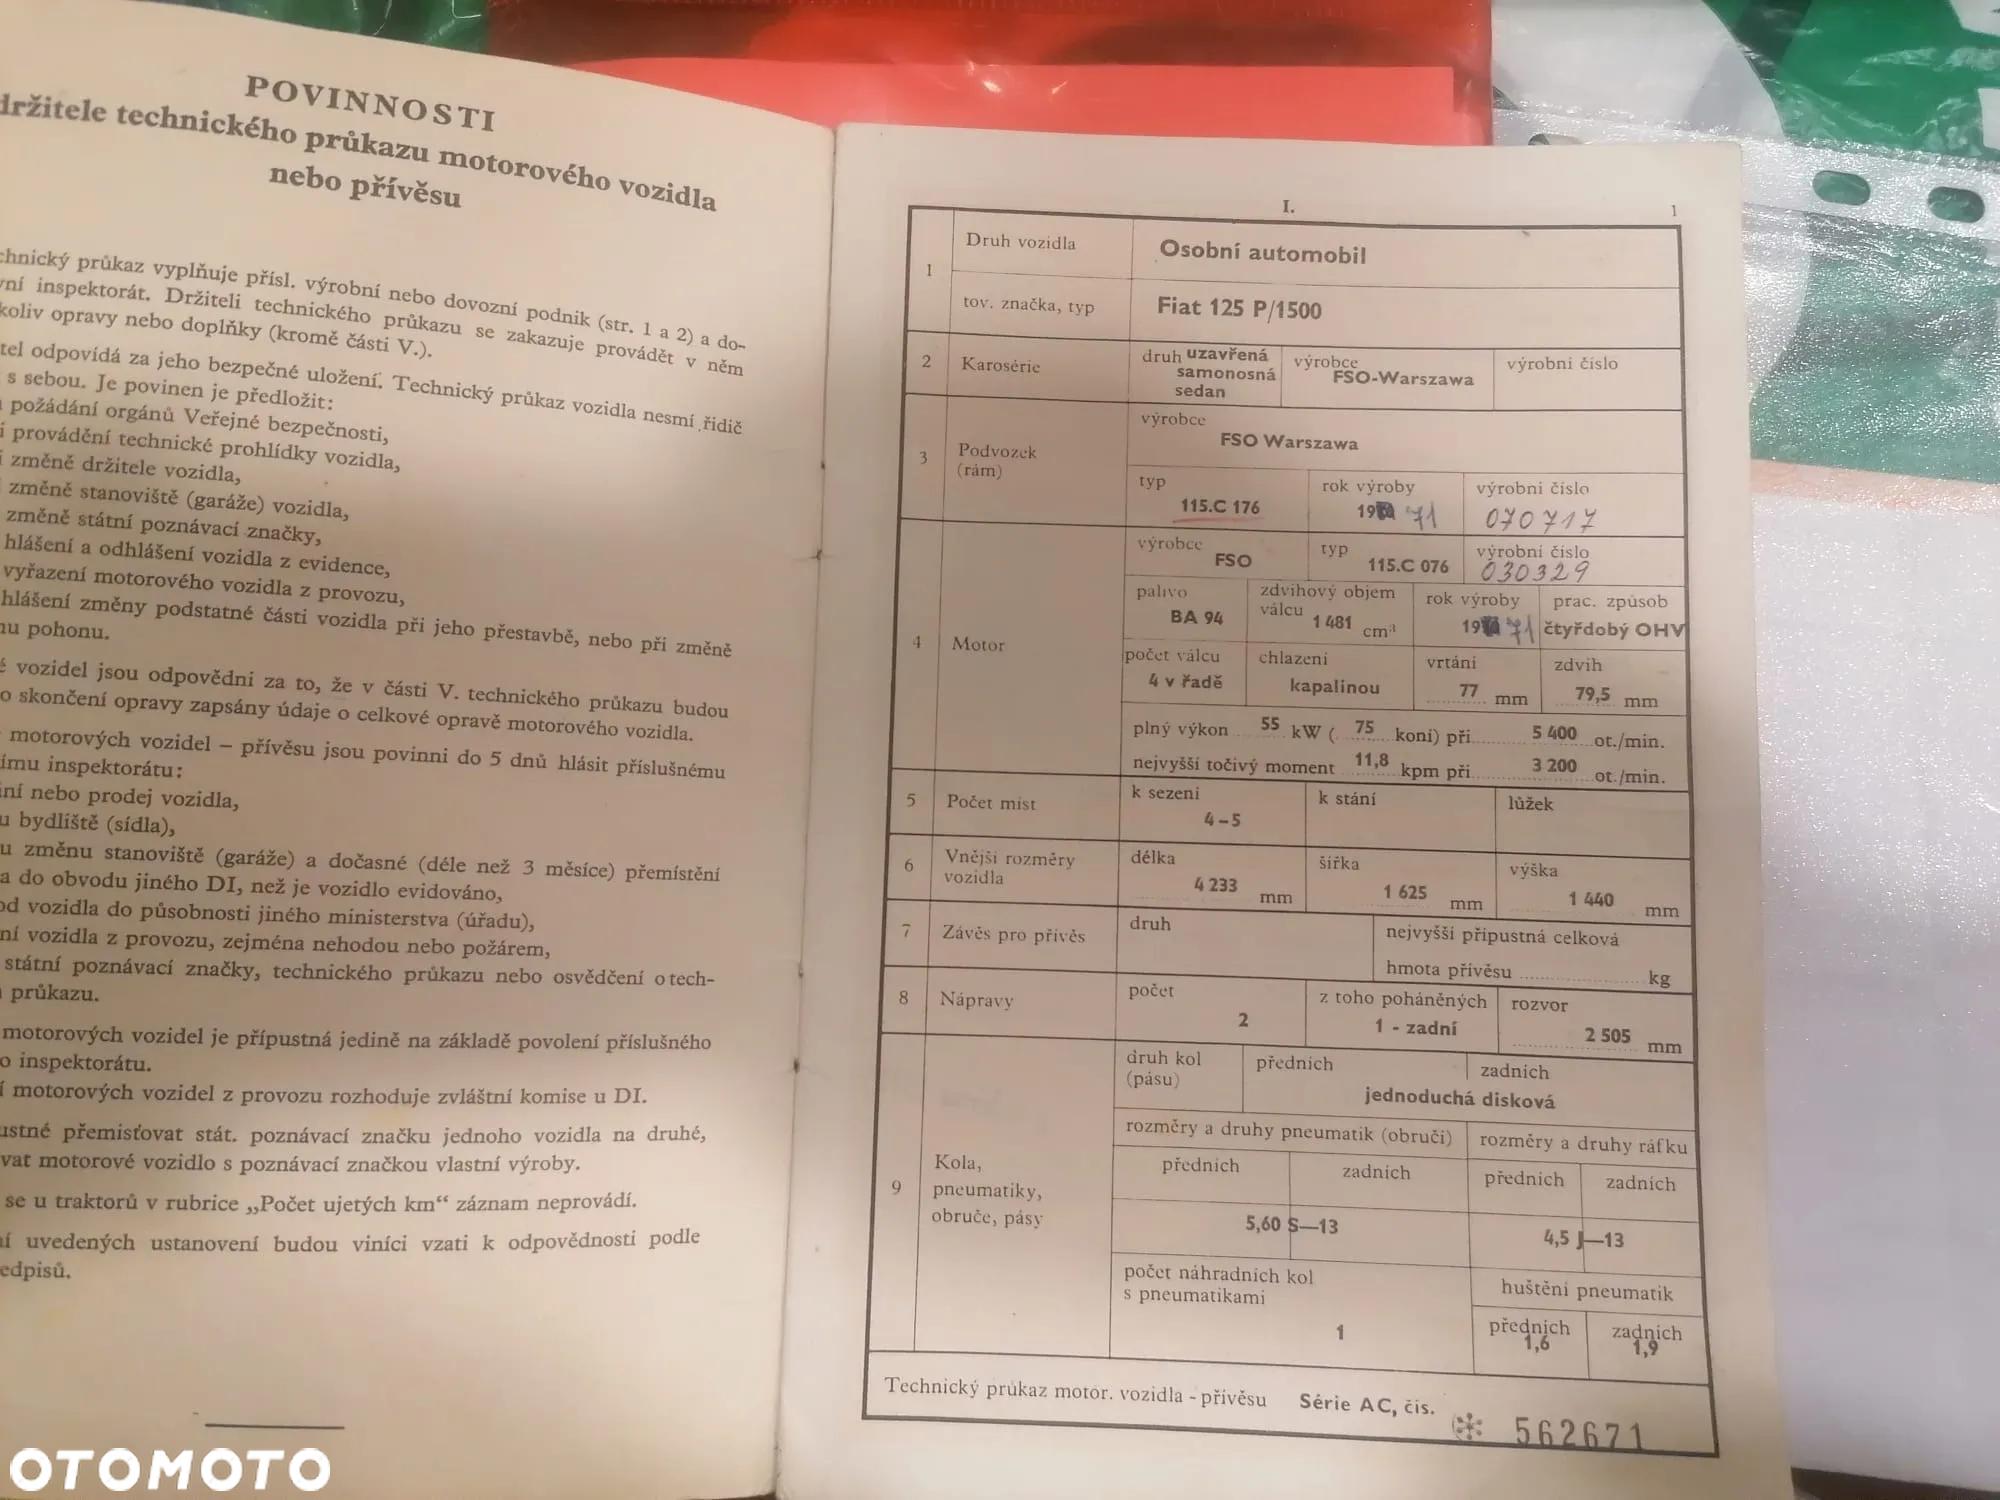 POVINNOSTI
držitele technického průkazu motorového vozidla
nebo přívěsu
průkaz vyplňuje přísl. výrobní nebo dovozní podnik (str. 1 a 2) a do-
inspektorát. Držiteli technického průkazu se zakazuje provádět v něm
opravy nebo doplňky (kromě části V.).
odpovídá za jeho bezpečné uložení. Technický průkaz vozidla nesmí řidič
s sebou. Je povinen je předložit:
požádání orgánů Veřejné bezpečnosti,
provádění technické prohlídky vozidla,
změně držitele vozidla,
změně stanoviště (garáže) vozidla,
změně státní poznávací značky,
hlášení a odhlášení vozidla z evidence,
vyřazení motorového vozidla z provozu,
hlášení změny podstatné části vozidla při jeho přestavbě, nebo při změně
pohonu.
vozidel jsou odpovědni za to, že v části V. technického průkazu budou
skončení opravy zapsány údaje o celkové opravě motorového vozidla.
motorových vozidel – přívěsu jsou povinni do 5 dnů hlásit příslušnému
inspektorátu:
nebo prodej vozidla,
bydliště (sídla),
změnu stanoviště (garáže) a dočasné (déle než 3 měsíce) přemístění
do obvodu jiného DI, než je vozidlo evidováno,
vozidla do působnosti jiného ministerstva (úřadu),
vozidla z provozu, zejména nehodou nebo požárem,
státní poznávací značky, technického průkazu nebo osvědčení o tech-
průkazu.
motorových vozidel je přípustná jedině na základě povolení příslušného
inspektorátu.
motorových vozidel z provozu rozhoduje zvláštní komise u DI.
přemisťovat stát. poznávací značku jednoho vozidla na druhé,
motorové vozidlo s poznávací značkou vlastní výroby.
se u traktorů v rubrice „Počet ujetých km“ záznam neprovádí.
uvedených ustanovení budou viníci vzati k odpovědnosti podle
I. 1
1 Druh vozidla Osobní automobil
tov. značka, typ Fiat 125 P/1500
2 Karosérie druh uzavřená samonosná sedan výrobce FSO-Warszawa výrobní číslo
3 Podvozek (rám) výrobce FSO Warszawa
typ 115.C 176 rok výroby 19 71 výrobní číslo 070717
4 Motor výrobce FSO typ 115.C 076 výrobní číslo 030329
palivo BA 94 zdvihový objem válcu 1 481 cm³ rok výroby 19 71 prac. způsob čtyřdobý OHV
počet válcu 4 v řadě chlazení kapalinou vrtání 77 mm zdvih 79,5 mm
plný výkon 55 kW ( 75 koní) při 5 400 ot./min.
nejvyšší točivý moment 11,8 kpm při 3 200 ot./min.
5 Počet míst k sezení 4–5 k stání lůžek
6 Vnější rozměry vozidla délka 4 233 mm šířka 1 625 mm výška 1 440 mm
7 Závěs pro přívěs druh nejvyšší přípustná celková
hmota přívěsu kg
8 Nápravy počet 2 z toho poháněných 1 - zadní rozvor 2 505 mm
9 Kola, pneumatiky, obruče, pásy druh kol (pásu) předních zadních
jednoduchá disková
rozměry a druhy pneumatik (obručí) rozměry a druhy ráfku
předních zadních předních zadních
5,60 S—13 4,5 J—13
počet náhradních kol s pneumatikami 1 huštění pneumatik
předních 1,6 zadních 1,9
Technický průkaz motor. vozidla - přívěsu Série AC, čís. 562671
OTOMOTO